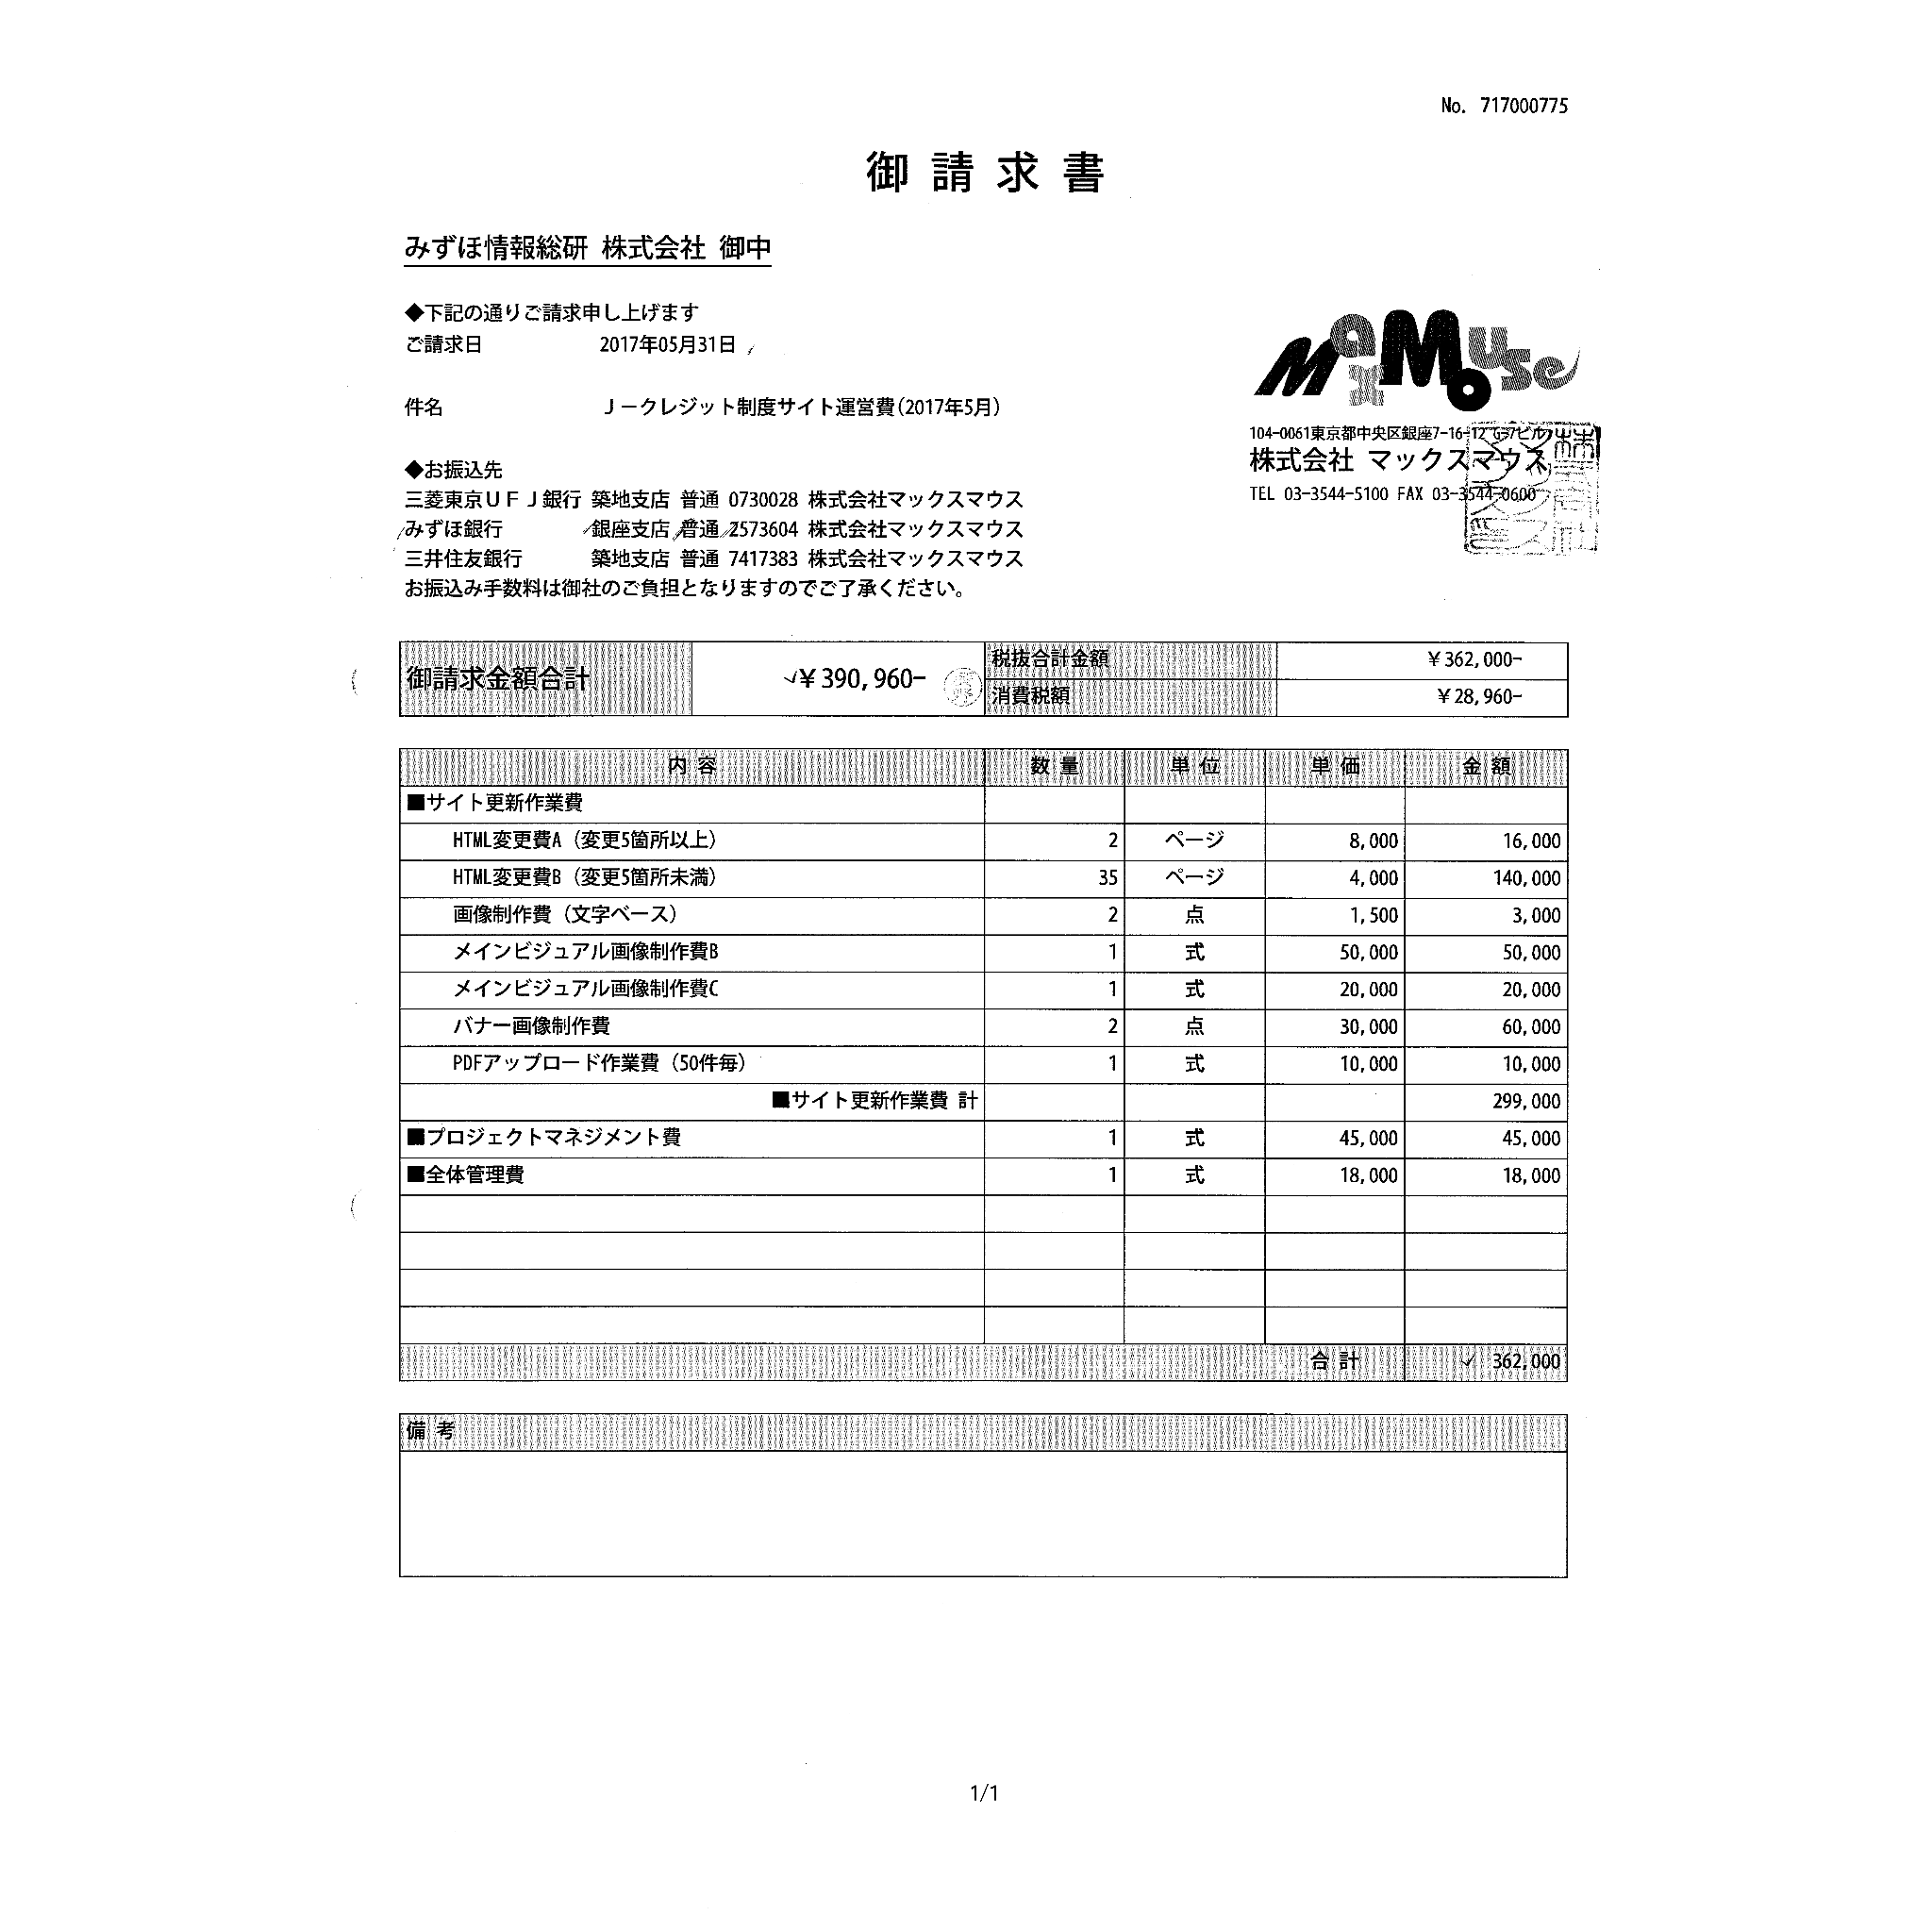 No. 717000775
御請求書
みずほ情報総研 株式会社 御中
◆下記の通りご請求申し上げます
ご請求日 2017年05月31日
件名 J－クレジット制度サイト運営費(2017年5月)
MaxMouse
104-0061東京都中央区銀座7-16-12 G-7ビル
株式会社 マックスマウス
TEL 03-3544-5100 FAX 03-3544-0600
◆お振込先
三菱東京UFJ銀行 築地支店 普通 0730028 株式会社マックスマウス
みずほ銀行 銀座支店 普通 2573604 株式会社マックスマウス
三井住友銀行 築地支店 普通 7417383 株式会社マックスマウス
お振込み手数料は御社のご負担となりますのでご了承ください。
御請求金額合計 ¥390,960-
税抜合計金額 ¥362,000-
消費税額 ¥28,960-
内容 数量 単位 単価 金額
■サイト更新作業費
HTML変更費A（変更5箇所以上） 2 ページ 8,000 16,000
HTML変更費B（変更5箇所未満） 35 ページ 4,000 140,000
画像制作費（文字ベース） 2 点 1,500 3,000
メインビジュアル画像制作費B 1 式 50,000 50,000
メインビジュアル画像制作費C 1 式 20,000 20,000
バナー画像制作費 2 点 30,000 60,000
PDFアップロード作業費（50件毎） 1 式 10,000 10,000
■サイト更新作業費 計 299,000
■プロジェクトマネジメント費 1 式 45,000 45,000
■全体管理費 1 式 18,000 18,000
合計 362,000
備考
1/1